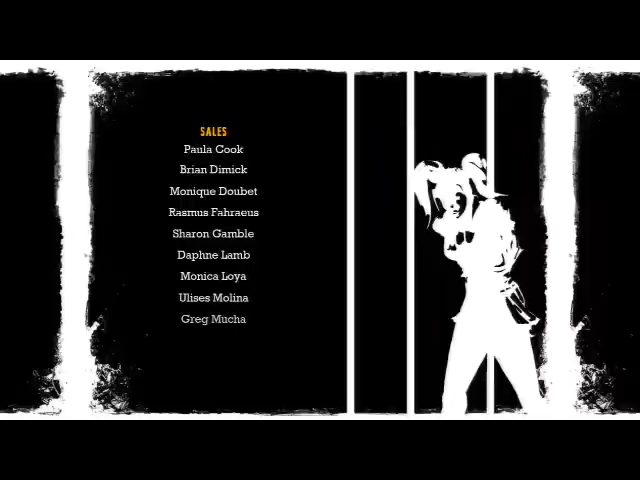 SALES
Paula Cook
Brian Dimick
Monique Doubet
Rasmus Fahraeus
Sharon Gamble
Daphne Lamb
Monica Loya
Ulises Molina
Greg Mucha